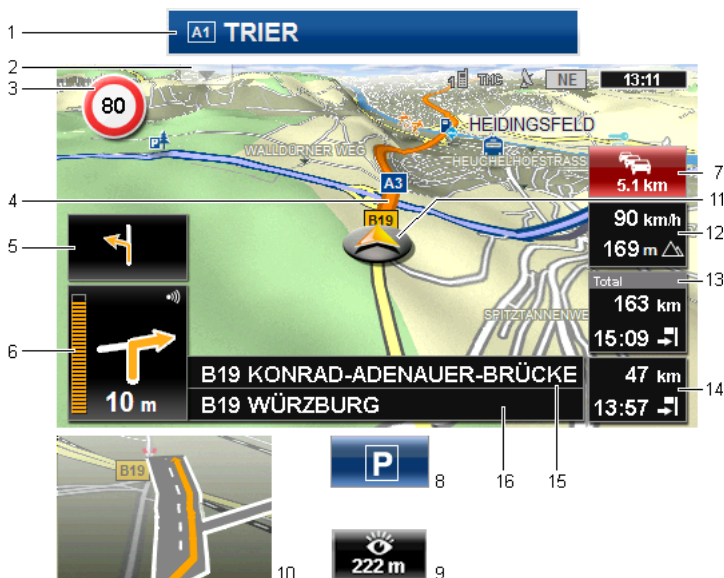 1
A1 TRIER
2
3
80
1 TMC NE 13:11
HEIDINGSFELD
WALLDÜRNER WEG
HEUCHELHOFSTRASS
4
A3
5.1 km
7
B19
11
5
90 km/h
169 m
12
Total
13
163 km
15:09
SPITZTANNENWE
6
10 m
B19 KONRAD-ADENAUER-BRÜCKE
B19 WÜRZBURG
47 km
13:57
14
B19
P
8
16
15
222 m
9
10